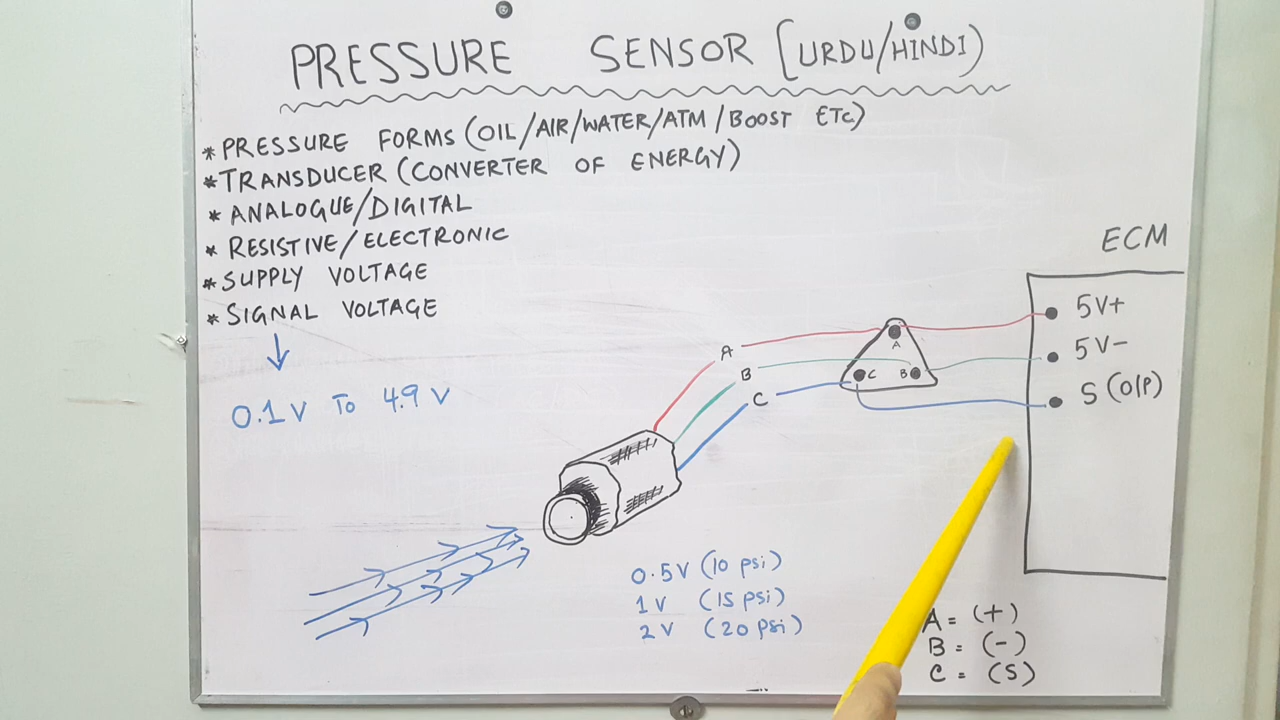 PRESSURE SENSOR [URDU/HINDI)
* PRESSURE FORMS (OIL/AIR/WATER/ATM/BOOST ETC)
* TRANSDUCER (CONVERTER OF ENERGY)
* ANALOGUE/DIGITAL
* RESISTIVE/ELECTRONIC
* SUPPLY VOLTAGE
* SIGNAL VOLTAGE
0.1V TO 4.9 V
ECM
5V+
5V-
S (O/P)
A
B
C
A
C B
0.5V (10 psi)
1V (15 psi)
2V (20 psi)
A = (+)
B = (-)
C = (S)